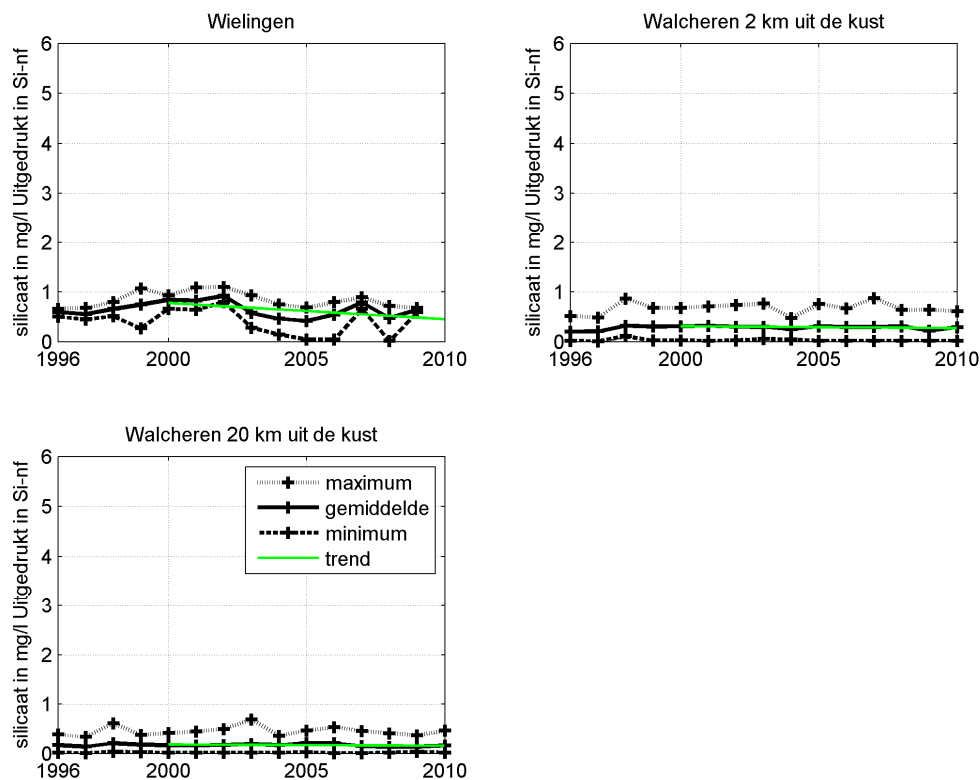 Wielingen
silicaat in mg/l Uitgedrukt in Si-nf
6
5
4
3
2
1
0
1996 2000 2005 2010
Walcheren 2 km uit de kust
silicaat in mg/l Uitgedrukt in Si-nf
6
5
4
3
2
1
0
1996 2000 2005 2010
Walcheren 20 km uit de kust
silicaat in mg/l Uitgedrukt in Si-nf
6
5
4
3
2
1
0
1996 2000 2005 2010
maximum
gemiddelde
minimum
trend